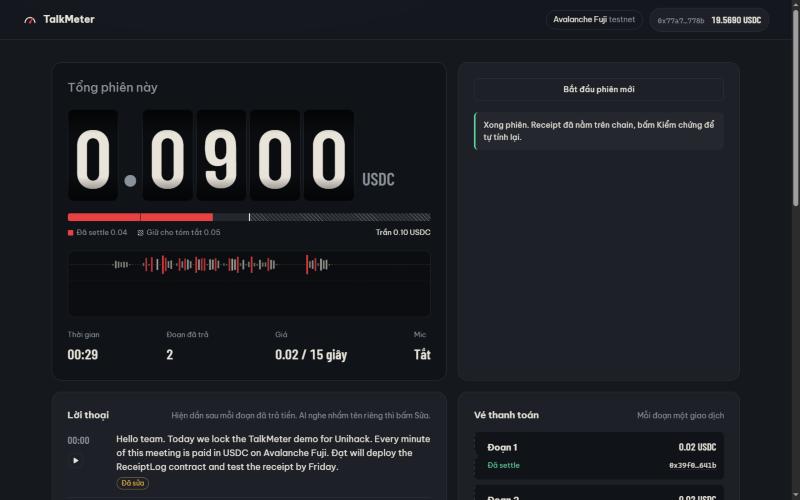 TalkMeter
Avalanche Fuji testnet
0x77a7…778b 19.5690 USDC
Tổng phiên này
0.0900 USDC
Đã settle 0.04 Giữ cho tóm tắt 0.05 Trần 0.10 USDC
Thời gian Đoạn đã trả Giá Mic
00:29 2 0.02 / 15 giây Tắt
Bắt đầu phiên mới
Xong phiên. Receipt đã nằm trên chain, bấm Kiểm chứng để
tự tính lại.
Lời thoại Hiện dần sau mỗi đoạn đã trả tiền. AI nghe nhầm tên riêng thì bấm Sửa.
00:00
Hello team. Today we lock the TalkMeter demo for Unihack. Every minute
of this meeting is paid in USDC on Avalanche Fuji. Đạt will deploy the
ReceiptLog contract and test the receipt by Friday.
Đã sửa
Vé thanh toán Mỗi đoạn một giao dịch
Đoạn 1 0.02 USDC
Đã settle 0x39f0…641b